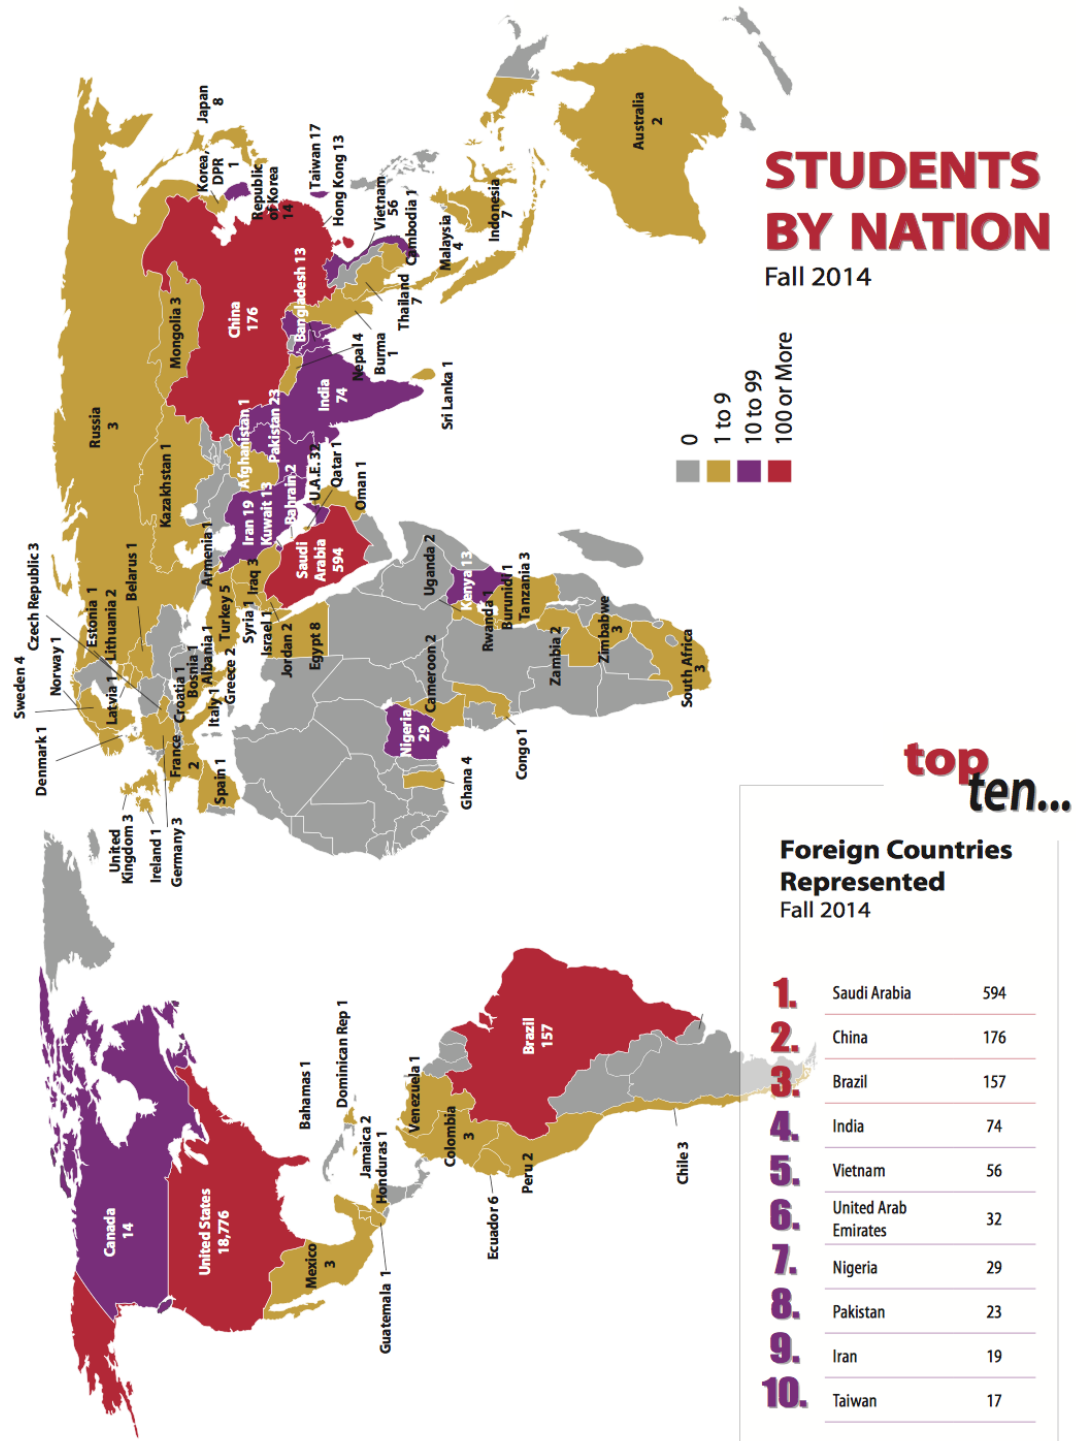 STUDENTS
BY NATION
Fall 2014
0
1 to 9
10 to 99
100 or More
Russia
3
Mongolia 3
China
176
Kazakhstan 1
Japan
8
Korea,
DPR
1
Republic
of Korea
14
Taiwan 17
Hong Kong 13
Vietnam
56
Cambodia 1
Bangladesh 13
Thailand
7
Burma
1
Nepal 4
Malaysia
4
Indonesia
7
Australia
2
India
74
Sri Lanka 1
Pakistan 23
Afghanistan 1
Iran 19
Kuwait 13
Bahrain 2
U.A.E. 32
Qatar 1
Oman 1
Saudi
Arabia
594
Armenia 1
Iraq 3
Syria 1
Turkey 5
Israel 1
Jordan 2
Egypt 8
Sweden 4
Norway 1
Denmark 1
Czech Republic 3
Estonia 1
Lithuania 2
Latvia 1
Belarus 1
Croatia 1
Bosnia 1
Albania 1
Greece 2
Italy 1
France
2
Spain 1
United
Kingdom 3
Ireland 1
Germany 3
Uganda 2
Kenya 13
Rwanda 1
Burundi 1
Tanzania 3
Cameroon 2
Nigeria
29
Ghana 4
Congo 1
Zambia 2
Zimbabwe
3
South Africa
3
Canada
14
United States
18,776
Mexico
3
Guatemala 1
Bahamas 1
Dominican Rep 1
Jamaica 2
Honduras 1
Venezuela 1
Colombia
3
Ecuador 6
Peru 2
Brazil
157
Chile 3
top
ten...
Foreign Countries
Represented
Fall 2014
1. Saudi Arabia 594
2. China 176
3. Brazil 157
4. India 74
5. Vietnam 56
6. United Arab
Emirates 32
7. Nigeria 29
8. Pakistan 23
9. Iran 19
10. Taiwan 17